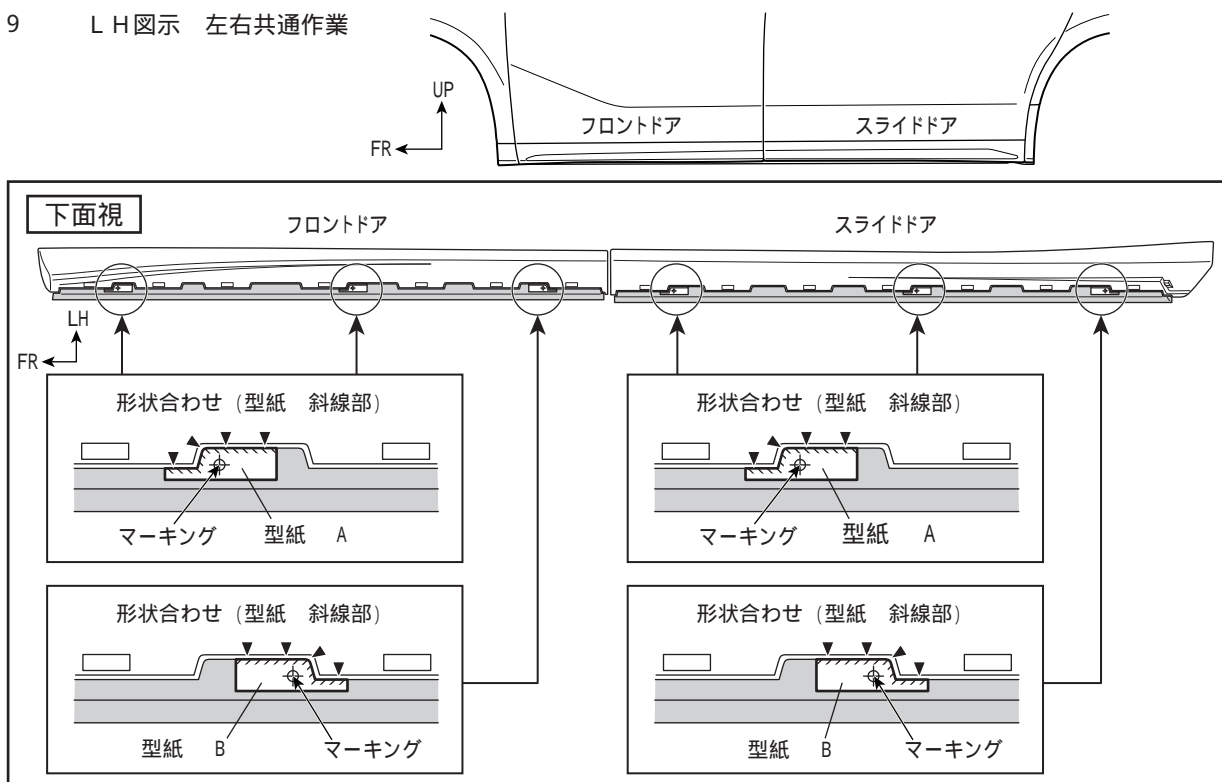 9　ＬＨ図示　左右共通作業
UP
FR
フロントドア　スライドドア
下面視
フロントドア　スライドドア
LH
FR
形状合わせ（型紙　斜線部）
マーキング　型紙　A
形状合わせ（型紙　斜線部）
マーキング　型紙　A
形状合わせ（型紙　斜線部）
型紙　B　マーキング
形状合わせ（型紙　斜線部）
型紙　B　マーキング